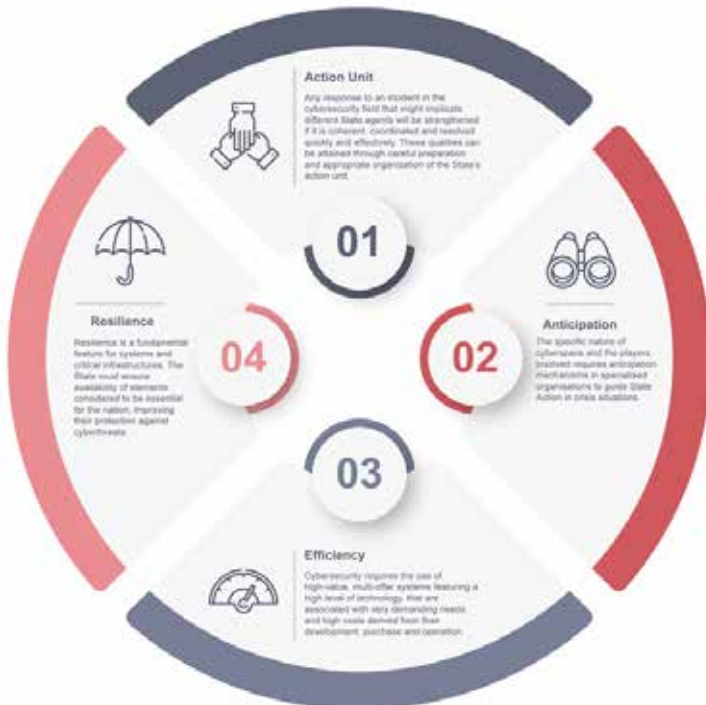 Action Unit
Any response to an incident in the
cybersecurity field that might implicate
different State agents will be strengthened
if it is coherent, coordinated and resolved
quickly and effectively. These qualities can
be attained through careful preparation
and appropriate organization of the State's
action unit.
01
Anticipation
The specific nature of
cyberspace and the players
involved requires anticipation
mechanisms in specialised
organisations to guide State
Action in crisis situations.
02
Efficiency
Cybersecurity requires the use of
high-value, multi-offer systems featuring a
high level of technology, that are
associated with very demanding needs
and high costs derived from their
development, purchase and operation.
03
Resilience
Resilience is a fundamental
feature for systems and
critical infrastructures. The
State must ensure
availability of elements
considered to be essential
for the nation, improving
their protection against
cyberthreats.
04